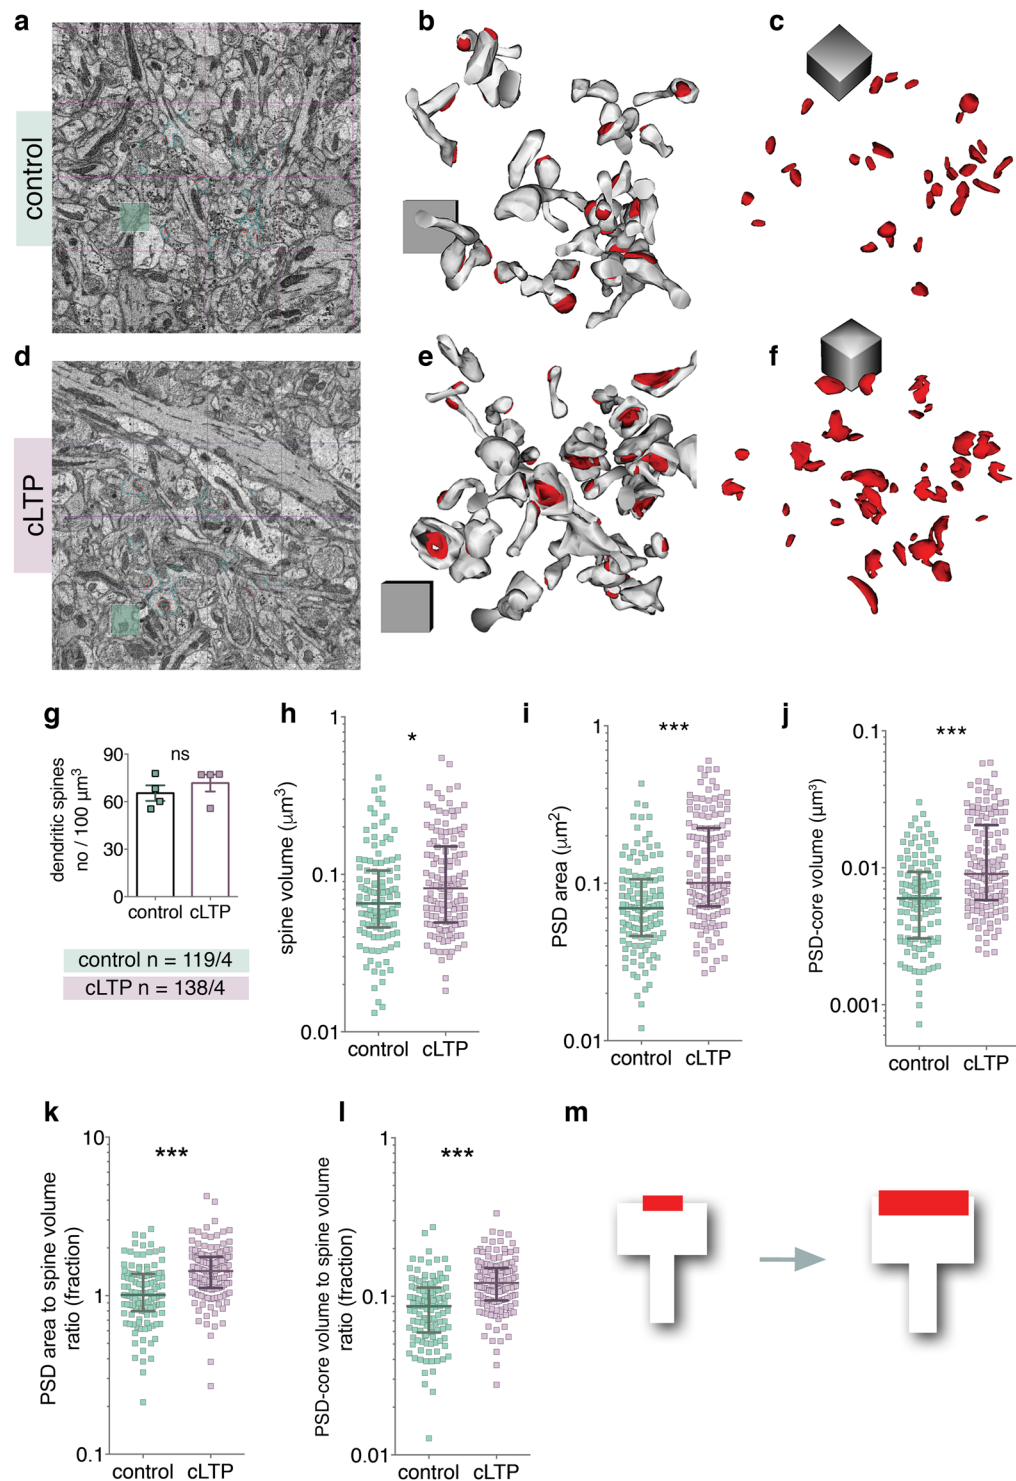 a
b
c
control
d
e
f
cLTP
g
dendritic spines
no / 100 µm³
90
60
30
0
ns
control cLTP
control n = 119/4
cLTP n = 138/4
h
spine volume (µm³)
1
0.1
0.01
*
control cLTP
i
PSD area (µm²)
1
0.1
0.01
***
control cLTP
j
PSD-core volume (µm³)
0.1
0.01
0.001
***
control cLTP
k
PSD area to spine volume
ratio (fraction)
10
1
0.1
***
control cLTP
l
PSD-core volume to spine volume
ratio (fraction)
1
0.1
0.01
***
control cLTP
m